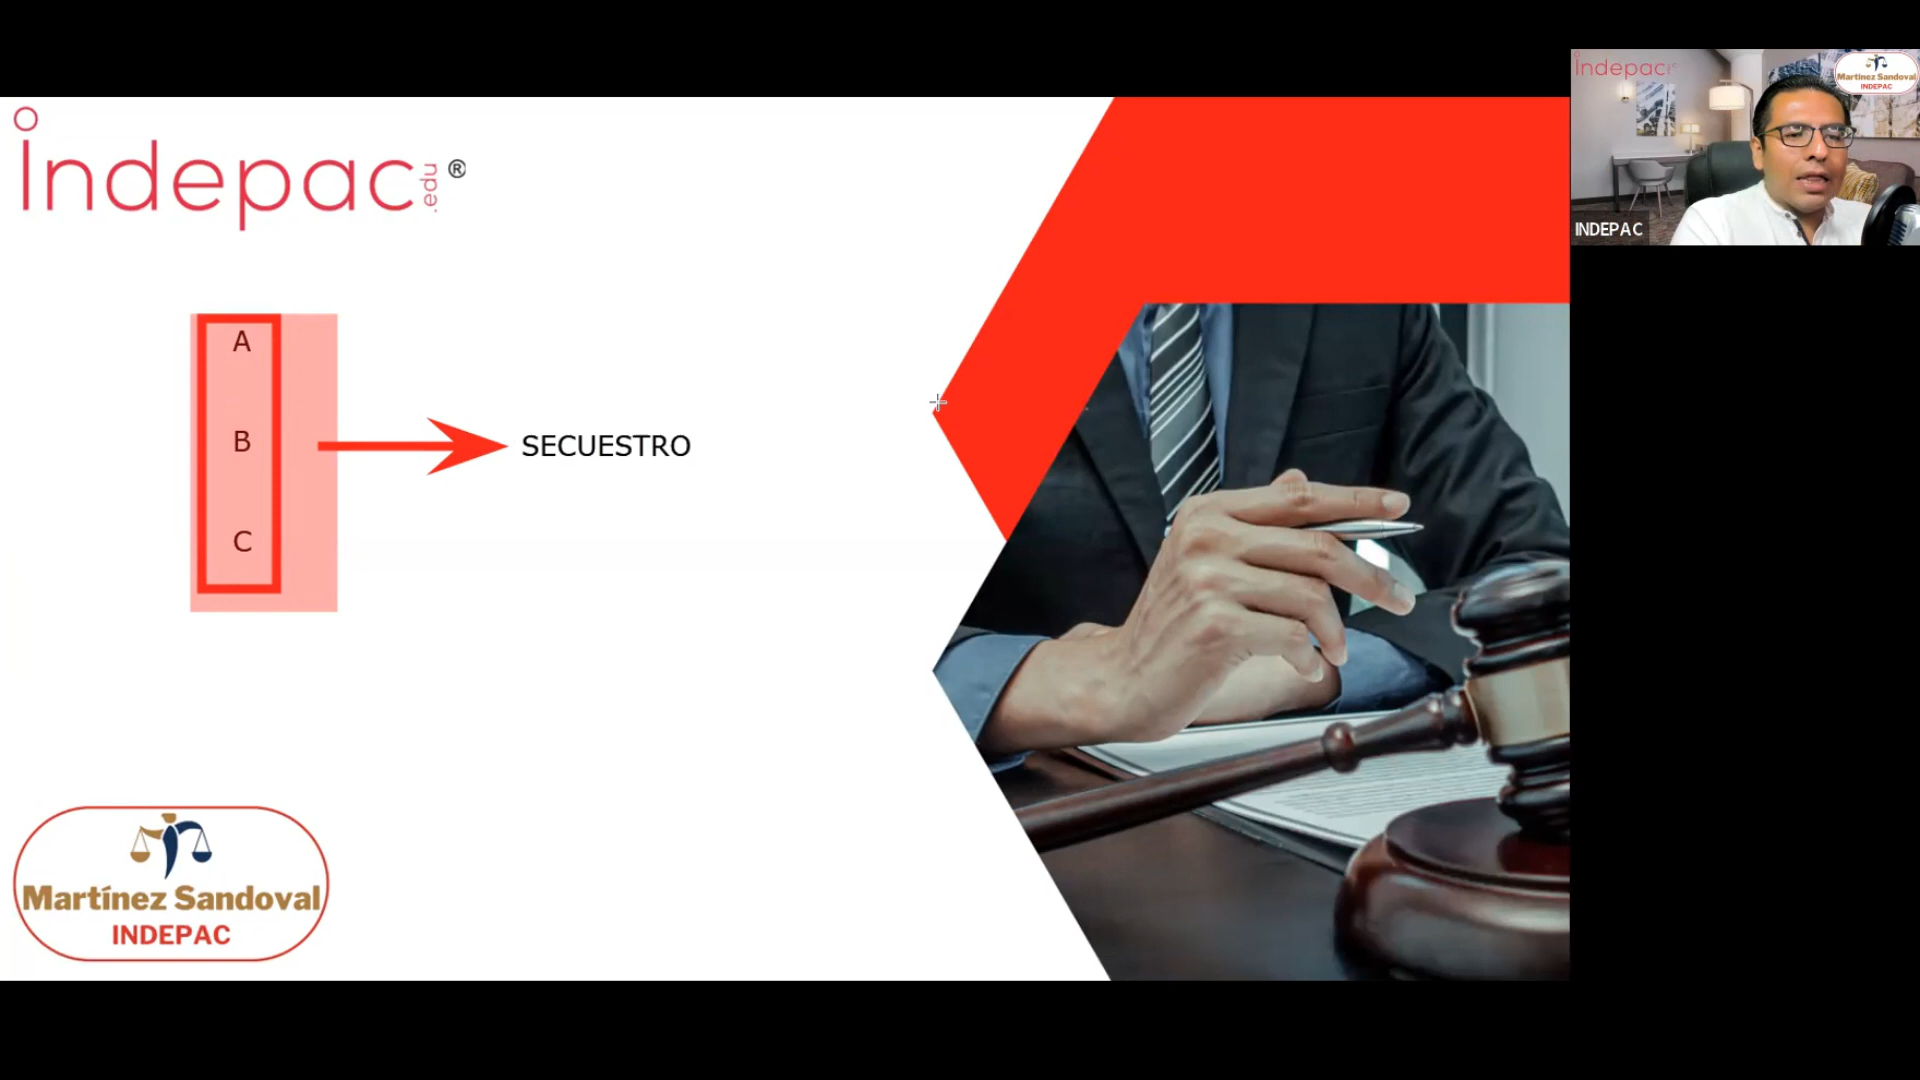 indepac.edu®
A
B
SECUESTRO
C
Martínez Sandoval
INDEPAC
indepac
Martínez Sandoval
INDEPAC
INDEPAC